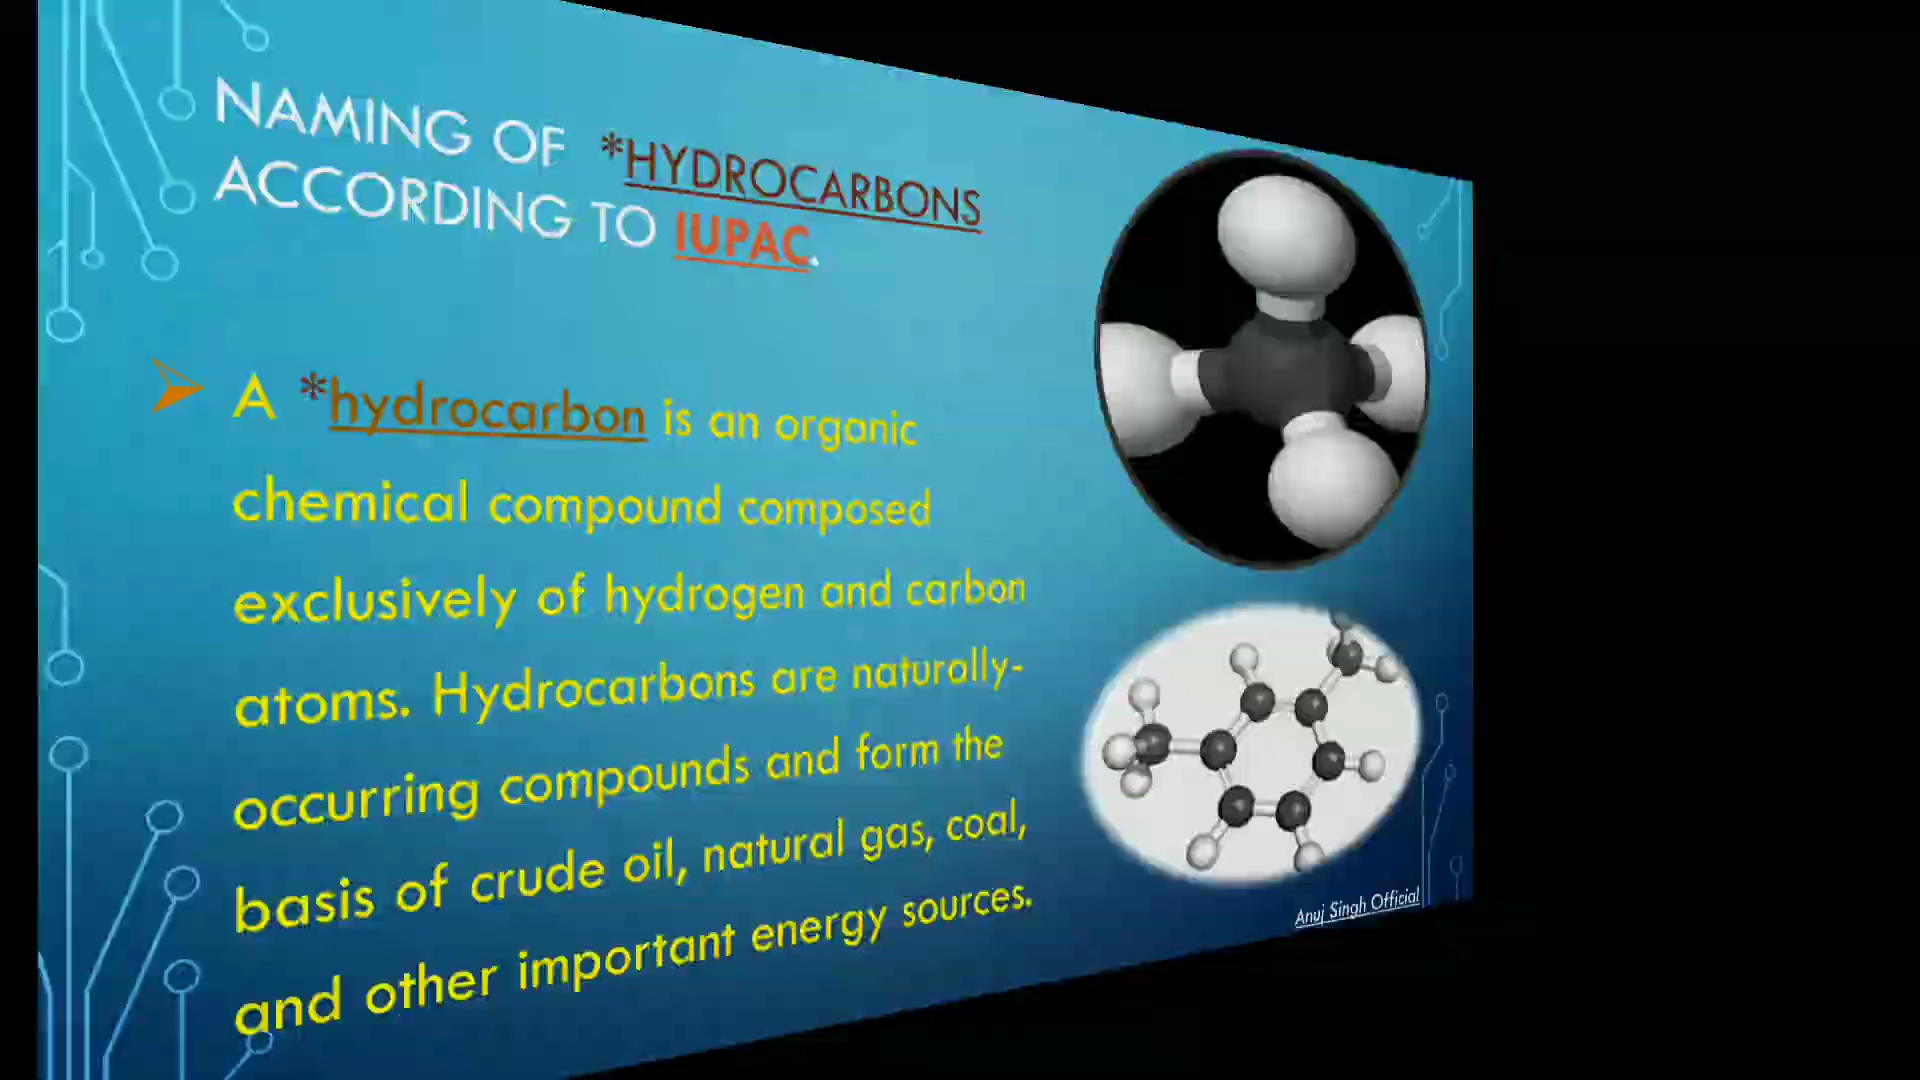 NAMING OF *HYDROCARBONS
ACCORDING TO IUPAC.
A *hydrocarbon is an organic
chemical compound composed
exclusively of hydrogen and carbon
atoms. Hydrocarbons are naturally-
occurring compounds and form the
basis of crude oil, natural gas, coal,
and other important energy sources.
Anuj Singh Official